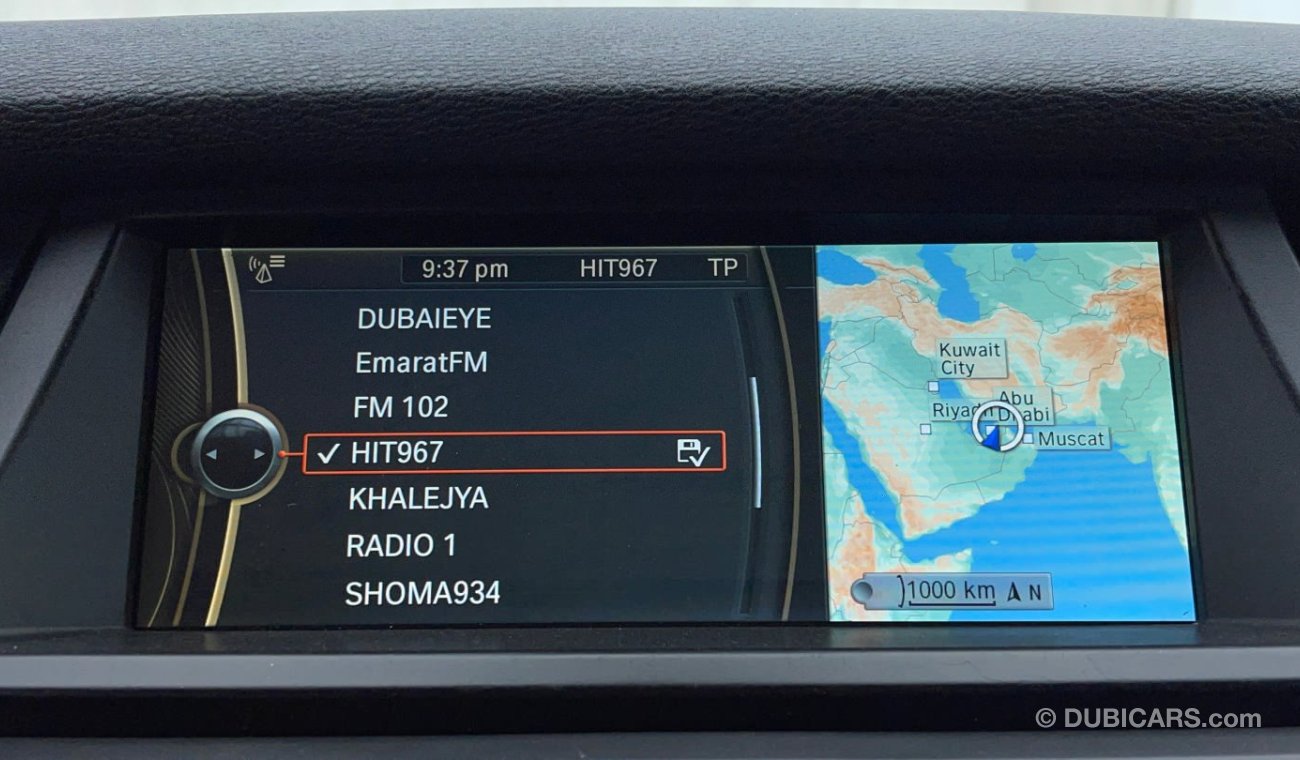 9:37 pm HIT967 TP
DUBAIEYE
EmaratFM
FM 102
HIT967
KHALEJYA
RADIO 1
SHOMA934
Kuwait
City
Abu
Riyadh Dhabi
Muscat
1000 km N
© DUBICARS.com